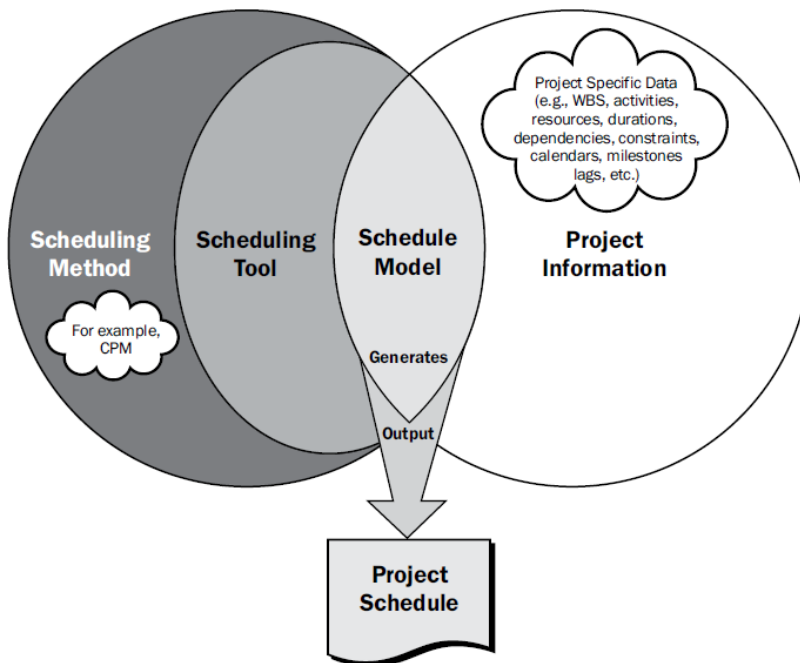 Project Specific Data
(e.g., WBS, activities,
resources, durations,
dependencies, constraints,
calendars, milestones
lags, etc.)
Scheduling
Method
Scheduling
Tool
Schedule
Model
Project
Information
For example,
CPM
Generates
Output
Project
Schedule